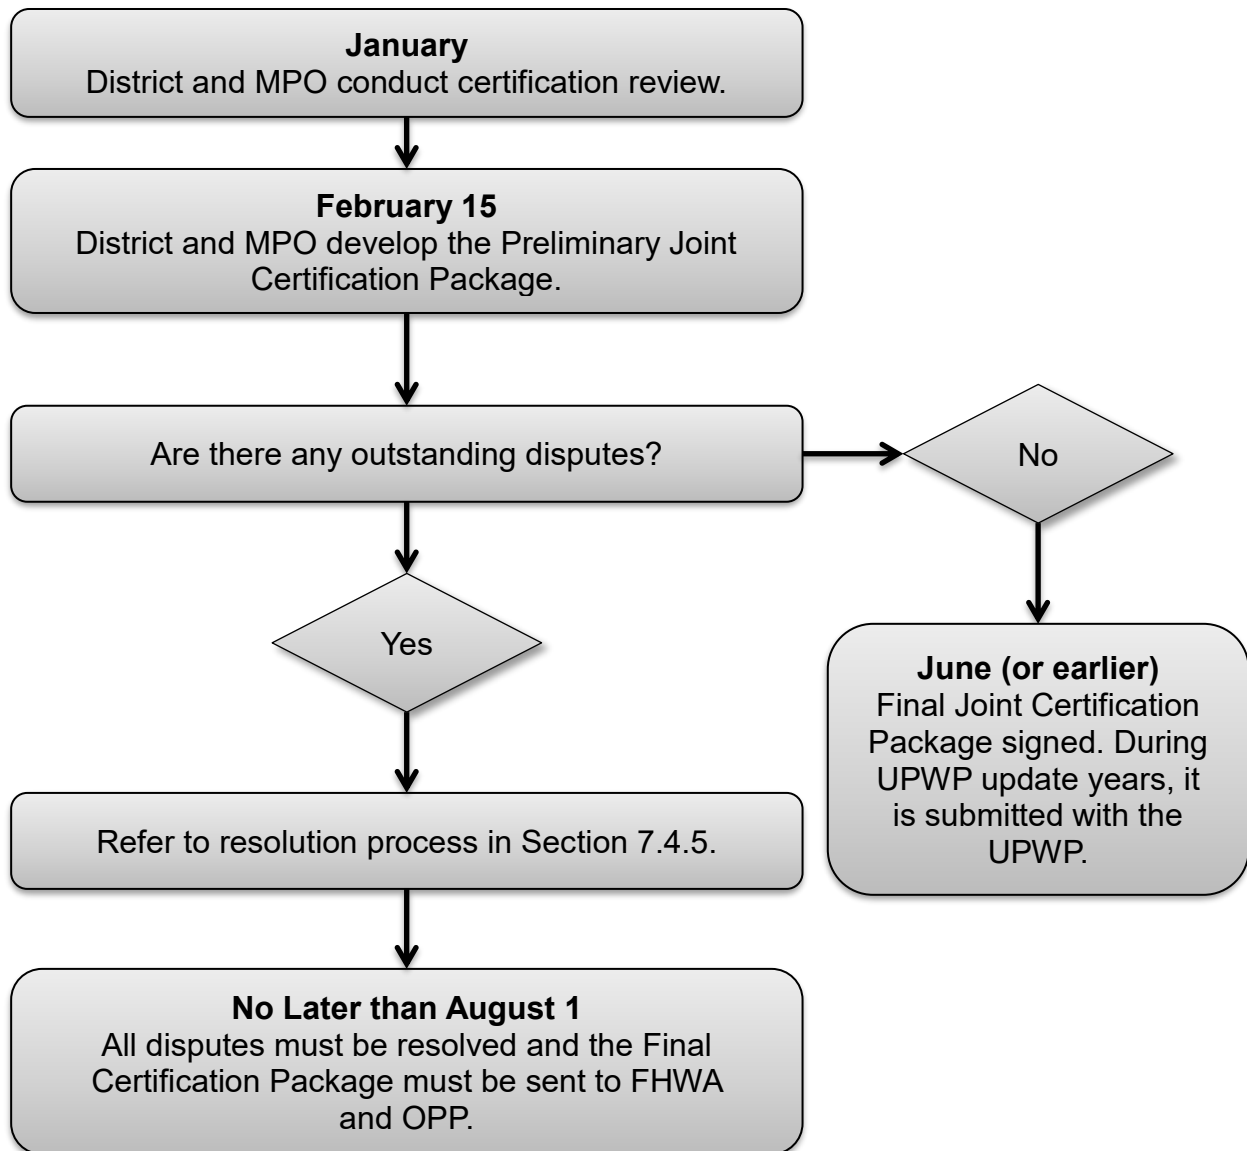 January
District and MPO conduct certification review.
February 15
District and MPO develop the Preliminary Joint
Certification Package.
Are there any outstanding disputes?
No
Yes
June (or earlier)
Final Joint Certification
Package signed. During
UPWP update years, it
is submitted with the
UPWP.
Refer to resolution process in Section 7.4.5.
No Later than August 1
All disputes must be resolved and the Final
Certification Package must be sent to FHWA
and OPP.